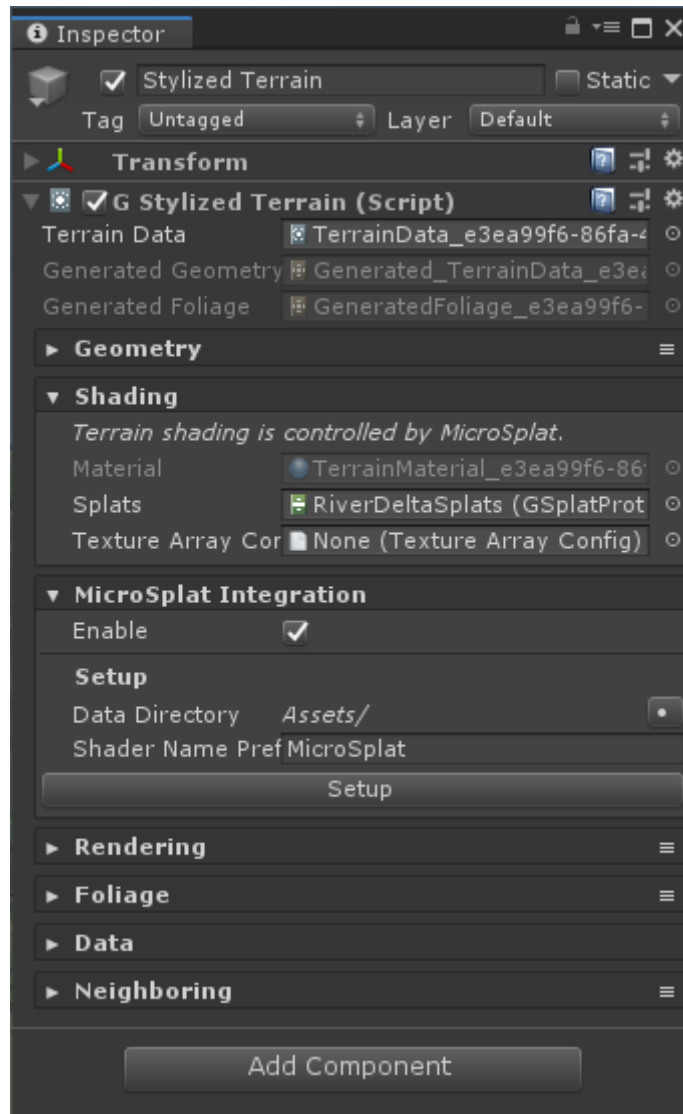 Inspector
Stylized Terrain Static
Tag Untagged Layer Default
Transform
G Stylized Terrain (Script)
Terrain Data TerrainData_e3ea99f6-86fa-4
Generated Geometry Generated_TerrainData_e3ea
Generated Foliage GeneratedFoliage_e3ea99f6-
Geometry
Shading
Terrain shading is controlled by MicroSplat.
Material TerrainMaterial_e3ea99f6-86
Splats RiverDeltaSplats (GSplatProt
Texture Array Cor None (Texture Array Config)
MicroSplat Integration
Enable
Setup
Data Directory Assets/
Shader Name Pref MicroSplat
Setup
Rendering
Foliage
Data
Neighboring
Add Component